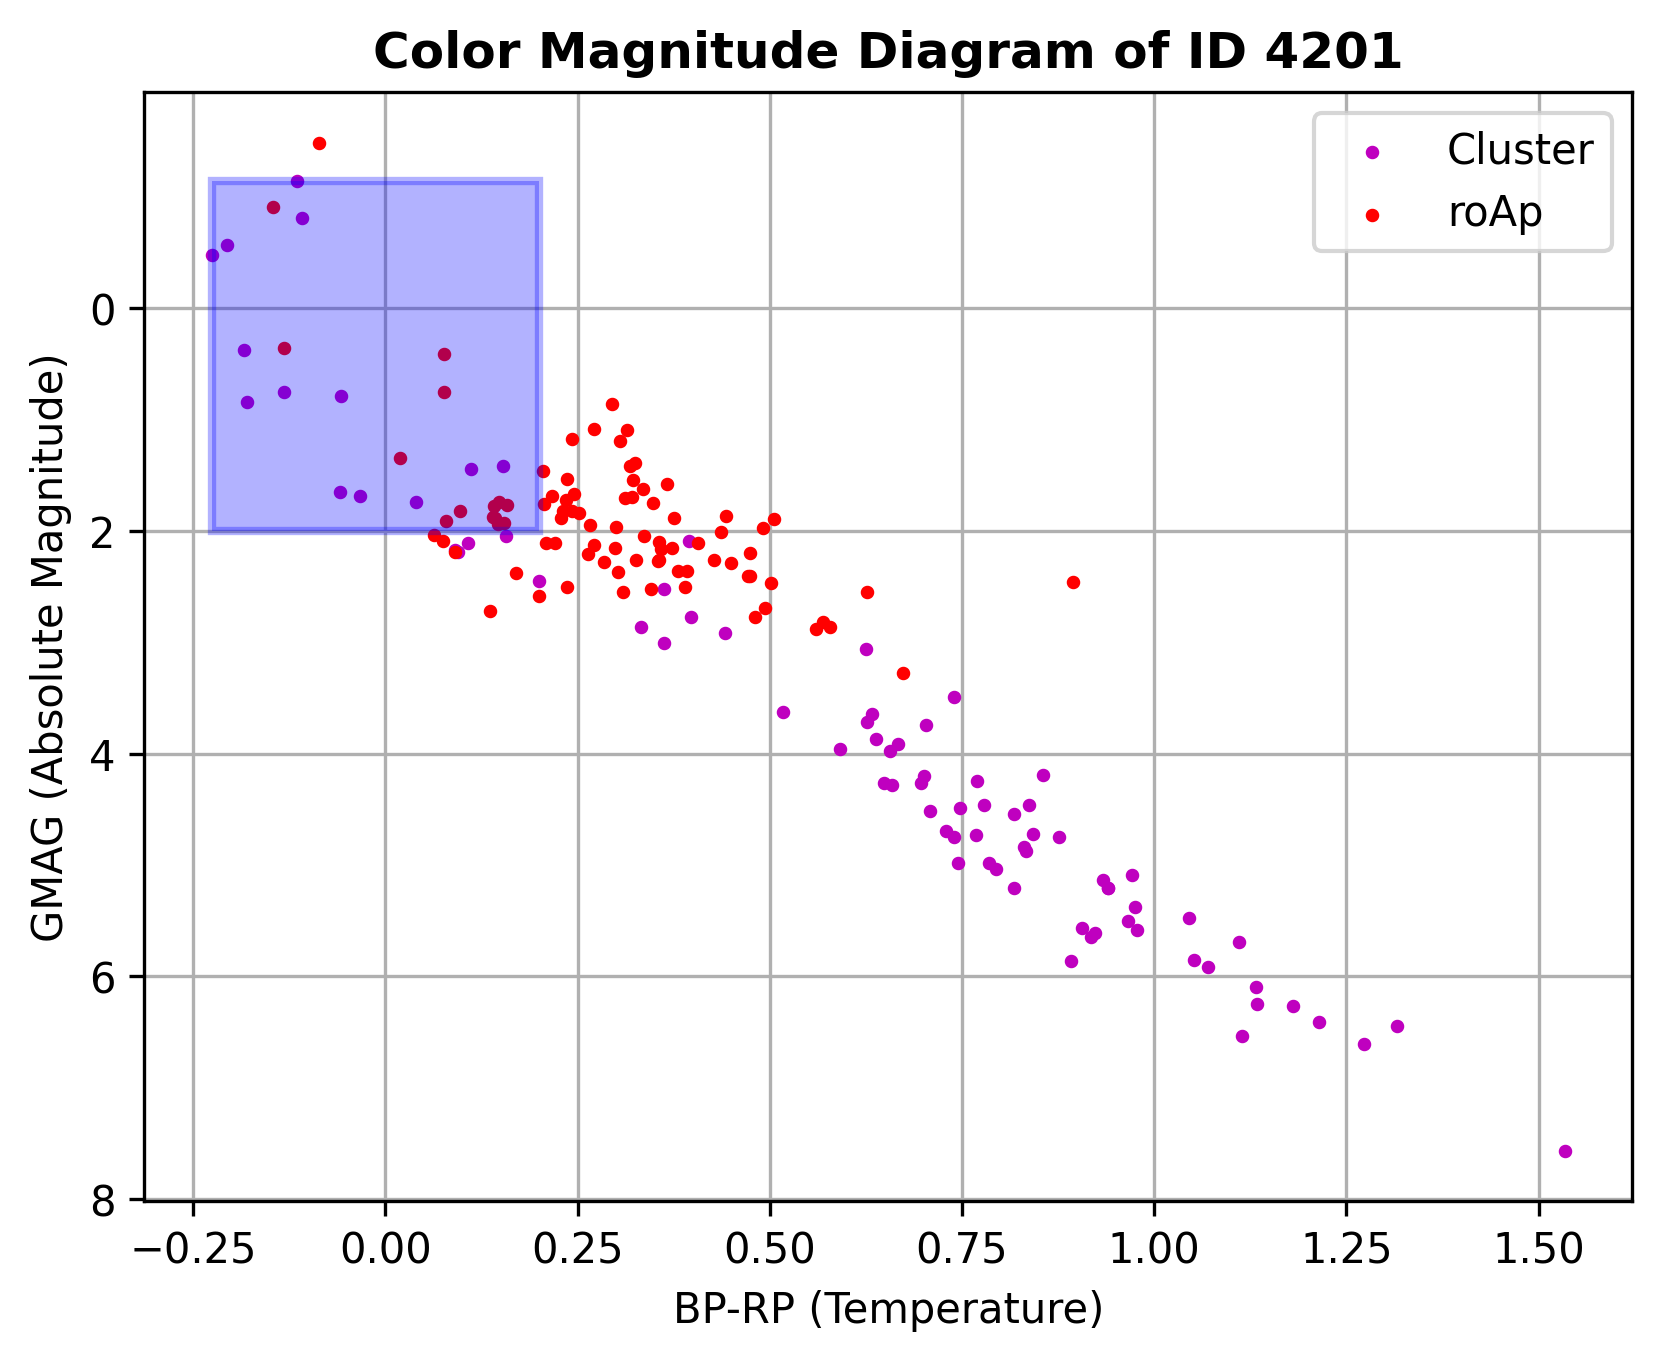 Color Magnitude Diagram of ID 4201
Cluster
roAp
GMAG (Absolute Magnitude)
0
2
4
6
8
−0.25
0.00
0.25
0.50
0.75
1.00
1.25
1.50
BP-RP (Temperature)